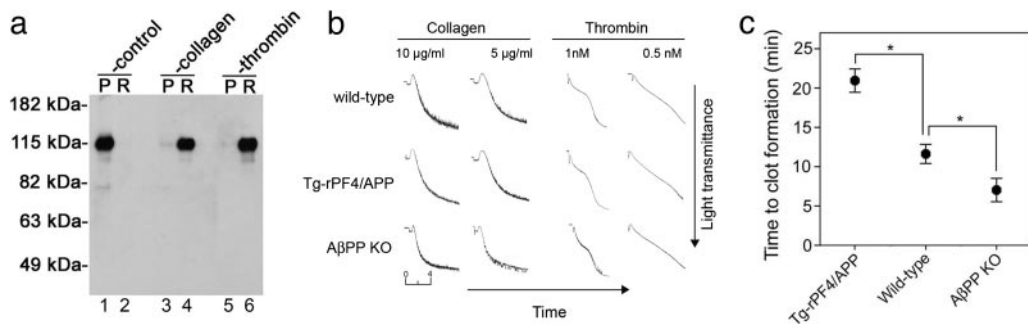 a
-control
-collagen
-thrombin
P R P R P R
182 kDa-
115 kDa-
82 kDa-
63 kDa-
49 kDa-
1 2 3 4 5 6
b
Collagen Thrombin
10 µg/ml 5 µg/ml 1nM 0.5 nM
wild-type
Tg-rPF4/APP
AβPP KO
0 4
Time
Light transmittance
c
Time to clot formation (min)
25
20
15
10
5
0
* *
Tg-rPF4/APP
Wild-type
AβPP KO